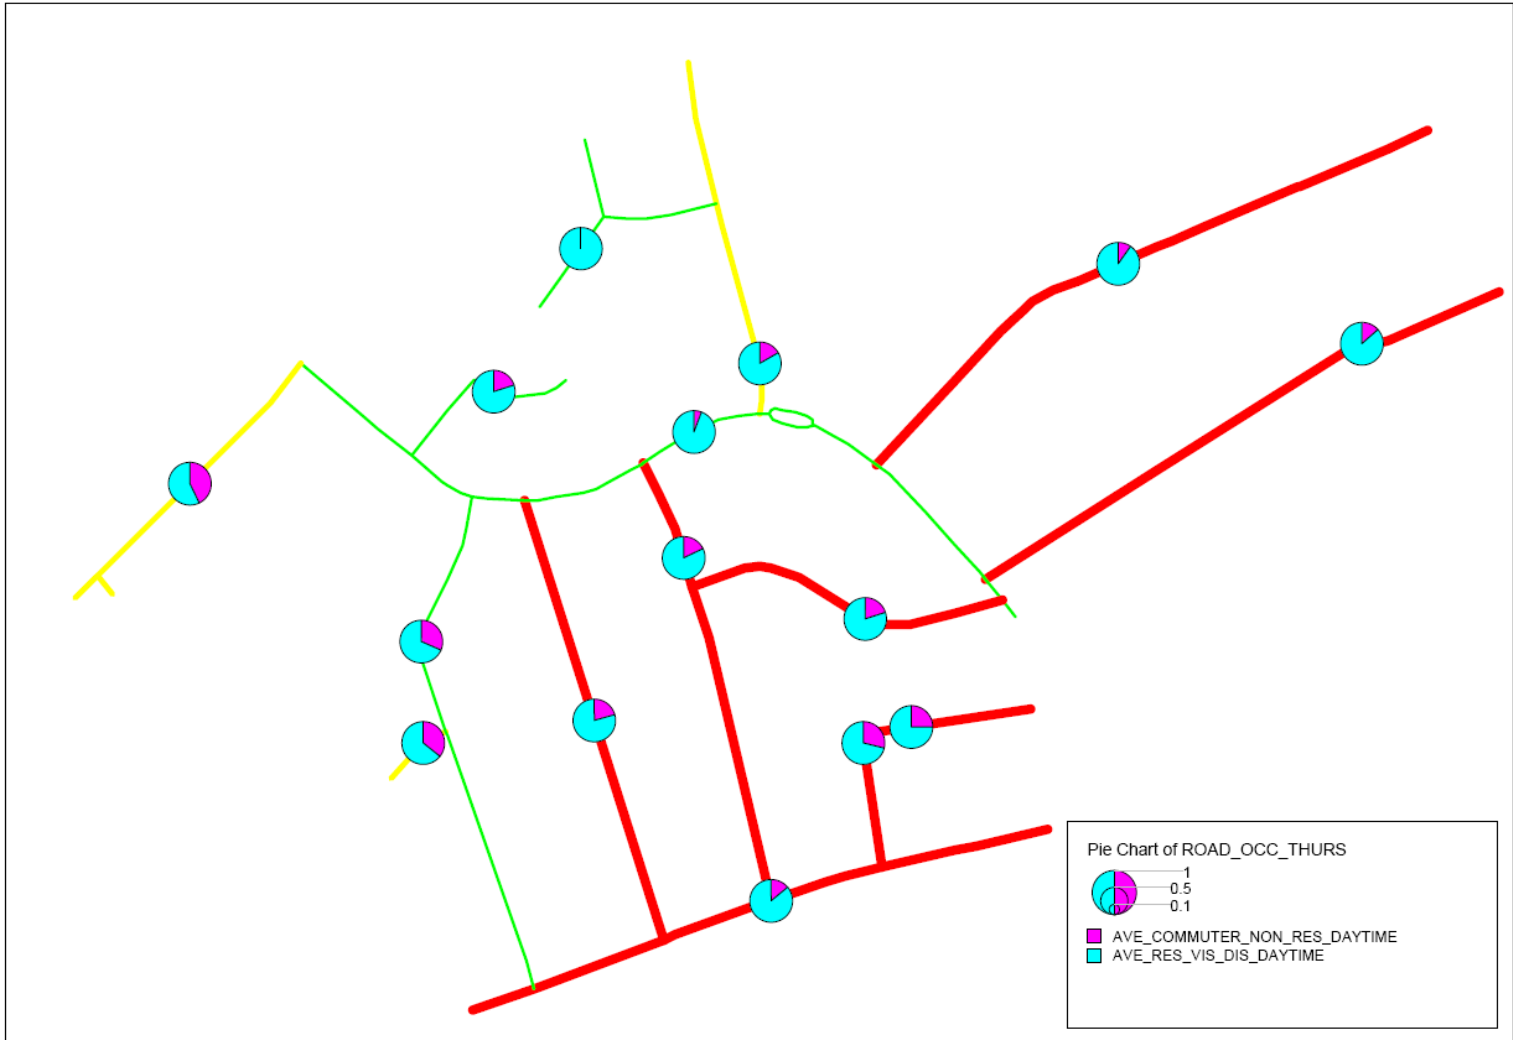 Pie Chart of ROAD_OCC_THURS
1
0.5
0.1
AVE_COMMUTER_NON_RES_DAYTIME
AVE_RES_VIS_DIS_DAYTIME